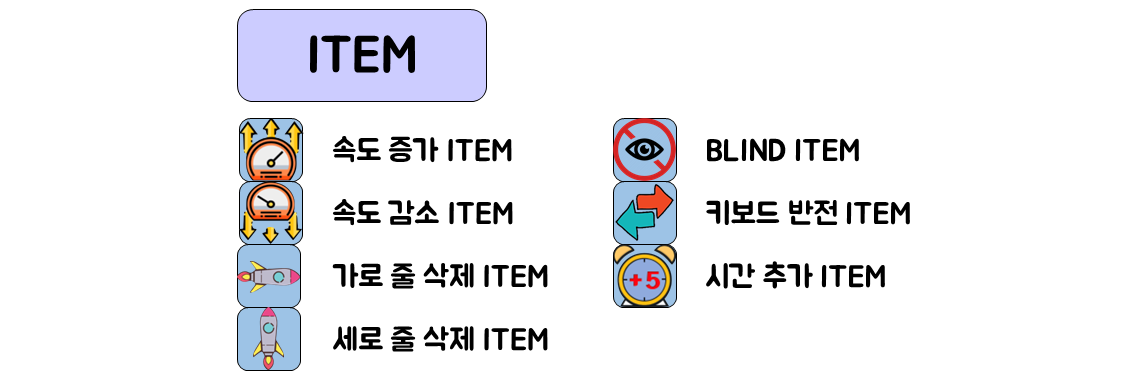 ITEM
속도 증가 ITEM
속도 감소 ITEM
가로 줄 삭제 ITEM
세로 줄 삭제 ITEM
BLIND ITEM
키보드 반전 ITEM
+5
시간 추가 ITEM